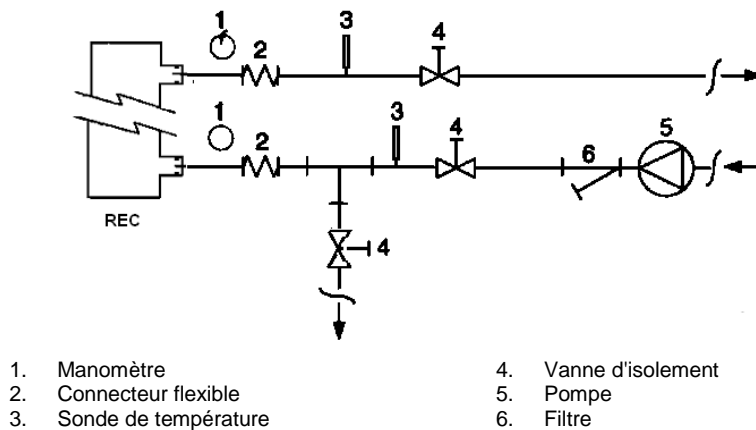 1
2
3
4
1
2
3
4
6
5
REC
4
1. Manomètre
2. Connecteur flexible
3. Sonde de température
4. Vanne d'isolement
5. Pompe
6. Filtre